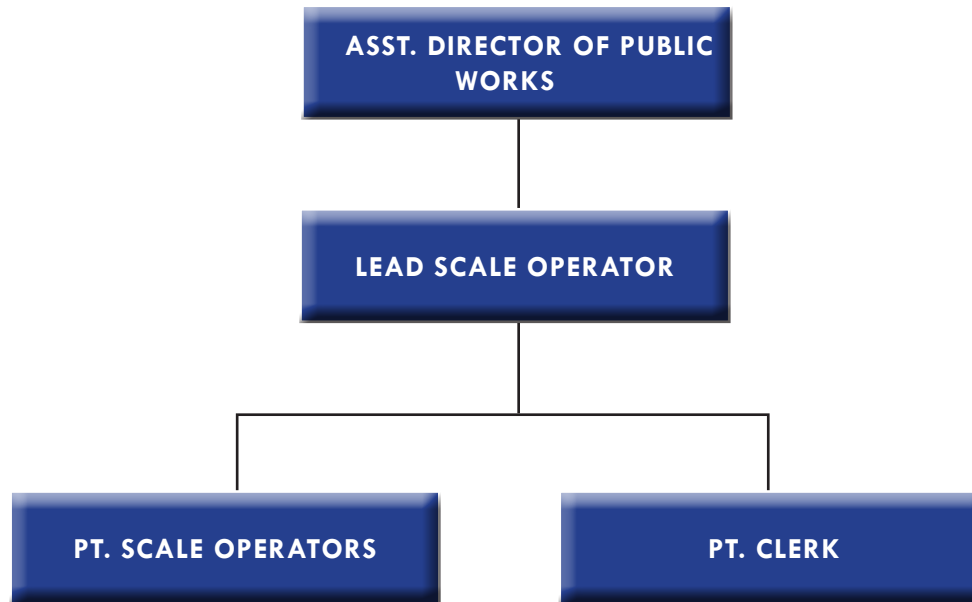 ASST. DIRECTOR OF PUBLIC
WORKS
LEAD SCALE OPERATOR
PT. SCALE OPERATORS
PT. CLERK